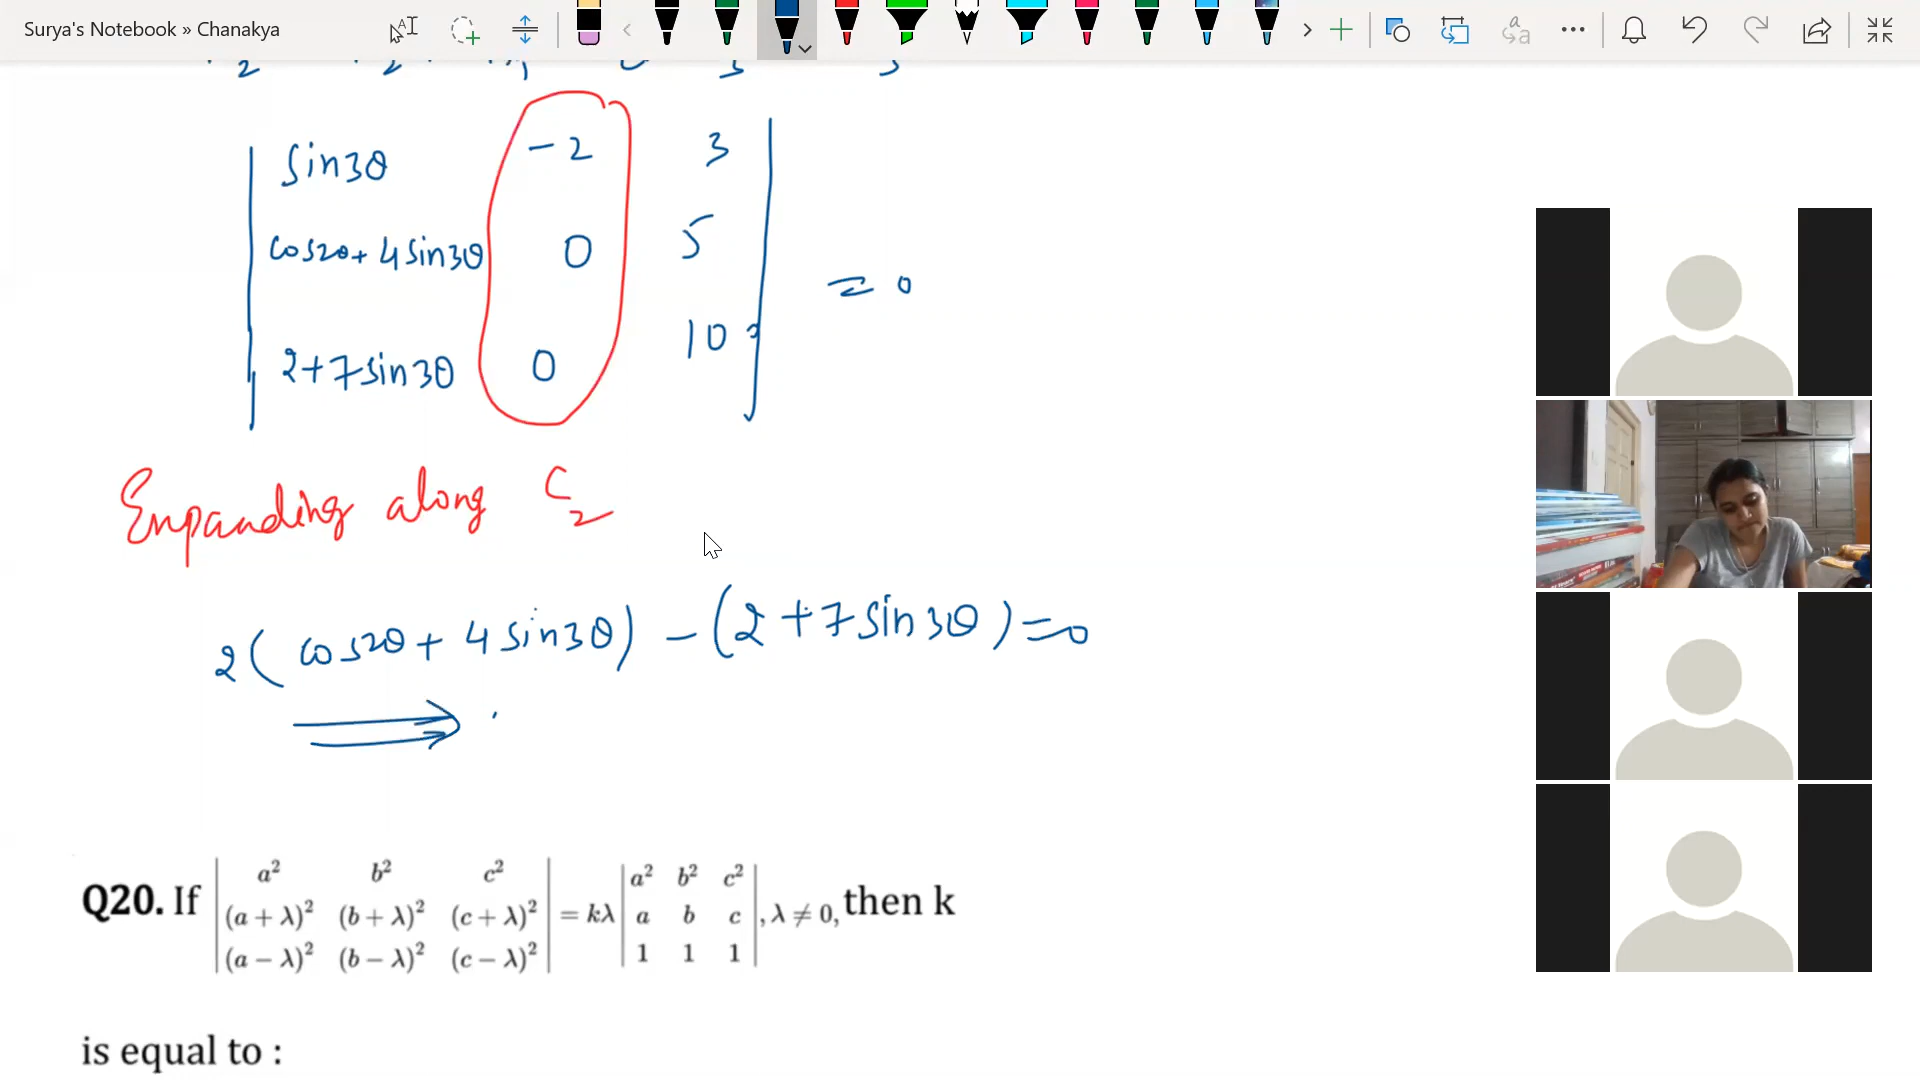 Surya's Notebook » Chanakya
sin3θ -2 3
cos2θ+ 4sin3θ 0 5
= 0
2+7sin3θ 0 10
Expanding along C₂
2( cos2θ+ 4sin3θ) - (2+7sin3θ)=0
⟹
Q20. If | a² b² c² | = kλ | a² b² c² |, λ ≠ 0, then k
| (a + λ)² (b + λ)² (c + λ)² | | a b c |
| (a − λ)² (b − λ)² (c − λ)² | | 1 1 1 |
is equal to :